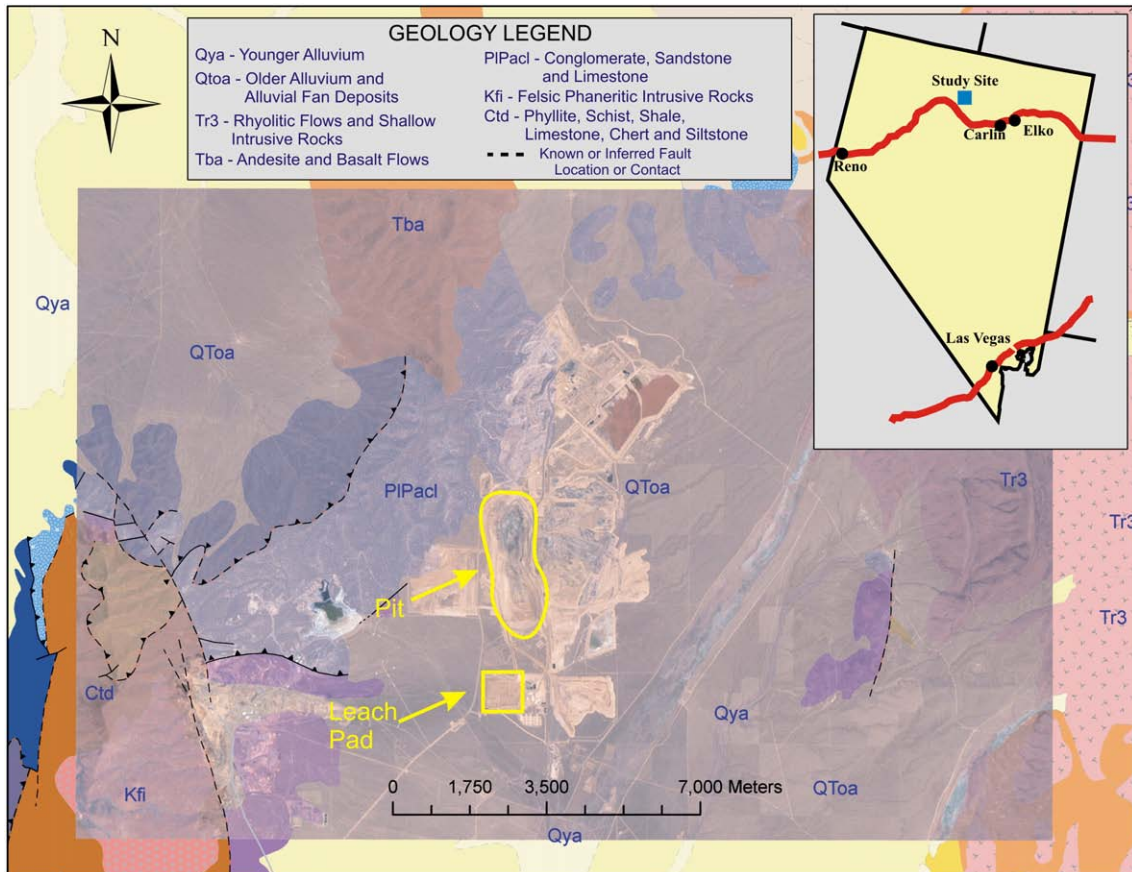 N
GEOLOGY LEGEND
Qya - Younger Alluvium
Qtoa - Older Alluvium and
Alluvial Fan Deposits
Tr3 - Rhyolitic Flows and Shallow
Intrusive Rocks
Tba - Andesite and Basalt Flows
PlPacl - Conglomerate, Sandstone
and Limestone
Kfi - Felsic Phaneritic Intrusive Rocks
Ctd - Phyllite, Schist, Shale,
Limestone, Chert and Siltstone
Known or Inferred Fault
Location or Contact
Study Site
Carlin
Elko
Reno
Las Vegas
Tba
Qya
QToa
PlPacl
QToa
Tr3
Tr3
Tr3
Pit
Leach
Pad
Ctd
Kfi
Qya
QToa
0 1,750 3,500 7,000 Meters
Qya